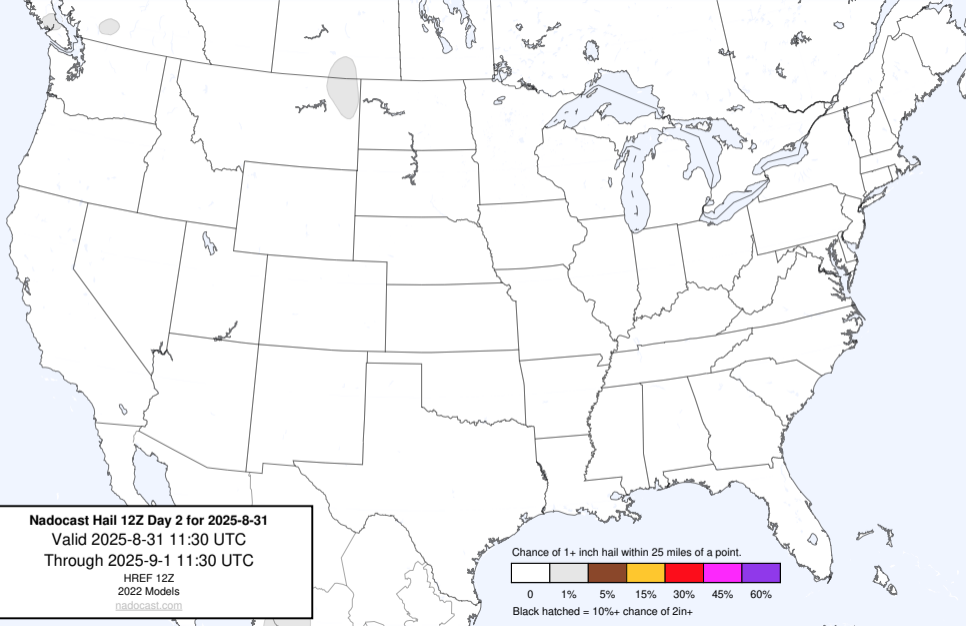 Nadocast Hail 12Z Day 2 for 2025-8-31
Valid 2025-8-31 11:30 UTC
Through 2025-9-1 11:30 UTC
HREF 12Z
2022 Models
nadocast.com
Chance of 1+ inch hail within 25 miles of a point.
0 1% 5% 15% 30% 45% 60%
Black hatched = 10%+ chance of 2in+